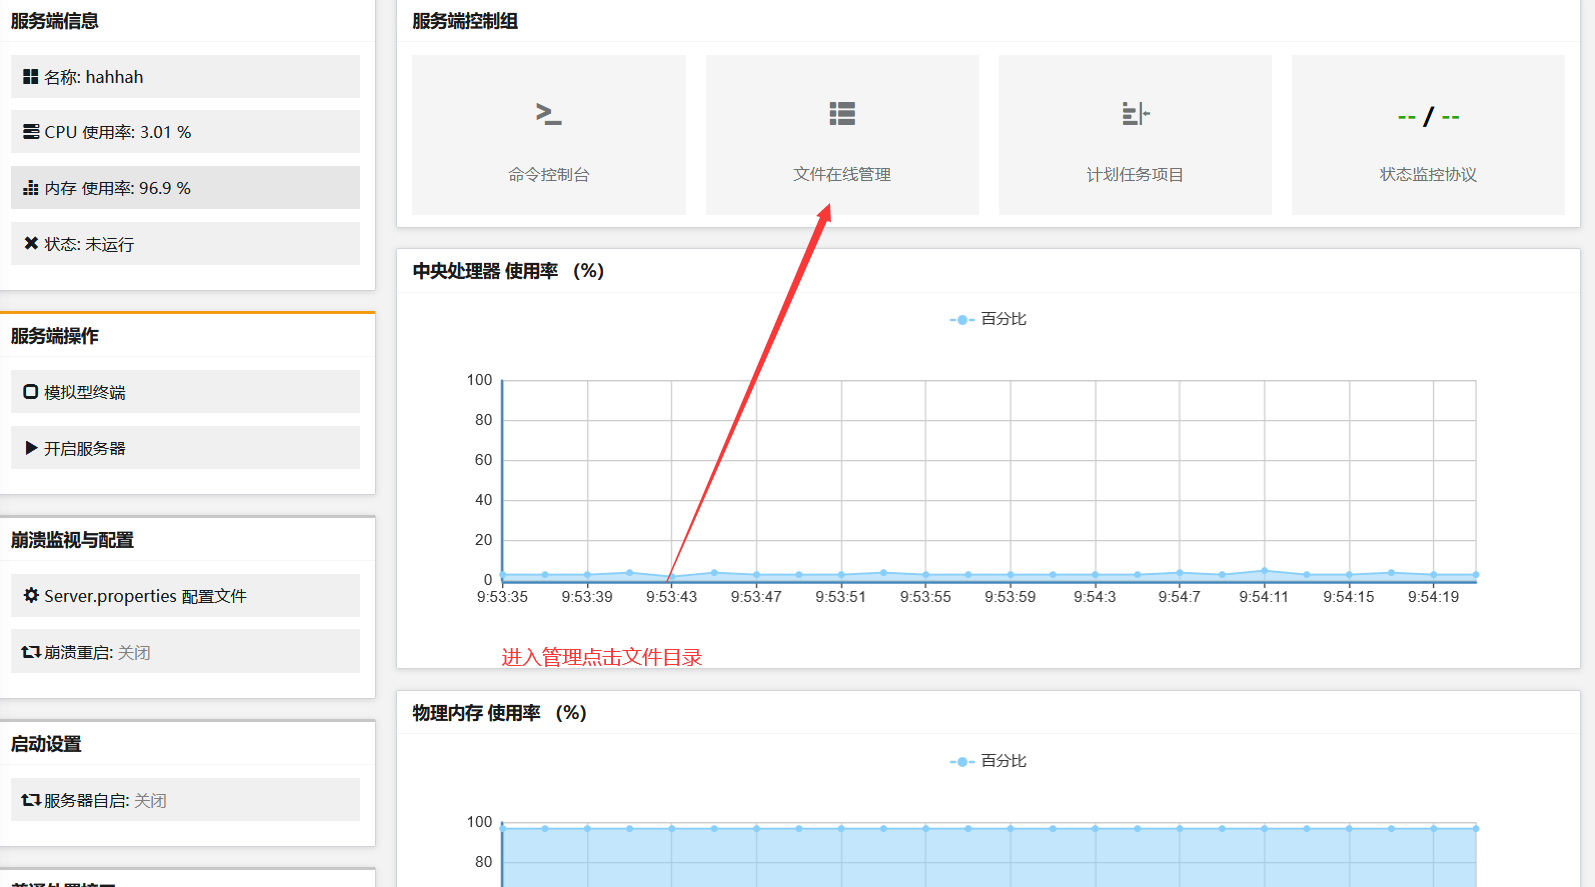 服务端信息
名称: hahhah
CPU 使用率: 3.01 %
内存 使用率: 96.9 %
状态: 未运行
服务端操作
模拟型终端
开启服务器
崩溃监视与配置
Server.properties 配置文件
崩溃重启: 关闭
启动设置
服务器自启: 关闭
服务端控制组
命令控制台
文件在线管理
计划任务项目
-- / --
状态监控协议
中央处理器 使用率 （%）
百分比
100
80
60
40
20
0
9:53:35 9:53:39 9:53:43 9:53:47 9:53:51 9:53:55 9:53:59 9:54:3 9:54:7 9:54:11 9:54:15 9:54:19
进入管理点击文件目录
物理内存 使用率 （%）
百分比
100
80